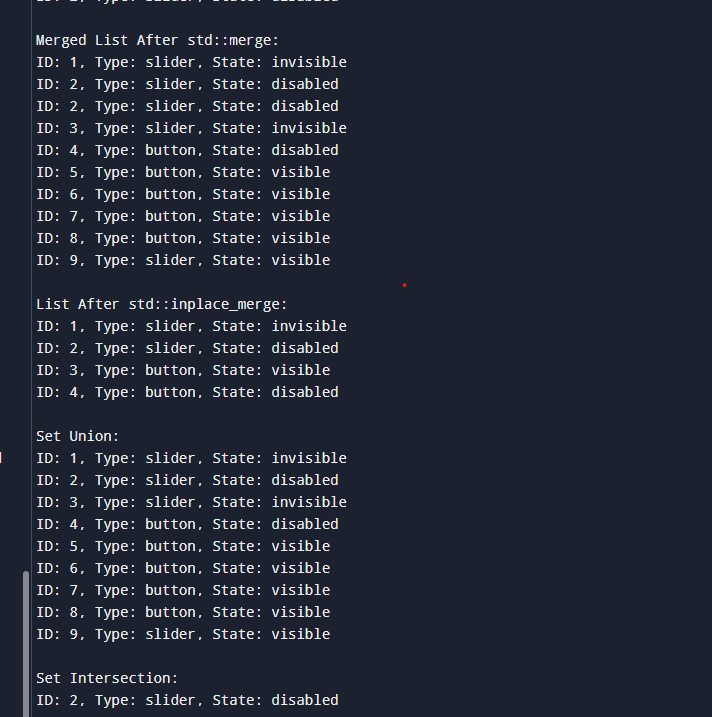 Merged List After std::merge:
ID: 1, Type: slider, State: invisible
ID: 2, Type: slider, State: disabled
ID: 2, Type: slider, State: disabled
ID: 3, Type: slider, State: invisible
ID: 4, Type: button, State: disabled
ID: 5, Type: button, State: visible
ID: 6, Type: button, State: visible
ID: 7, Type: button, State: visible
ID: 8, Type: button, State: visible
ID: 9, Type: slider, State: visible
List After std::inplace_merge:
ID: 1, Type: slider, State: invisible
ID: 2, Type: slider, State: disabled
ID: 3, Type: button, State: visible
ID: 4, Type: button, State: disabled
Set Union:
ID: 1, Type: slider, State: invisible
ID: 2, Type: slider, State: disabled
ID: 3, Type: slider, State: invisible
ID: 4, Type: button, State: disabled
ID: 5, Type: button, State: visible
ID: 6, Type: button, State: visible
ID: 7, Type: button, State: visible
ID: 8, Type: button, State: visible
ID: 9, Type: slider, State: visible
Set Intersection:
ID: 2, Type: slider, State: disabled